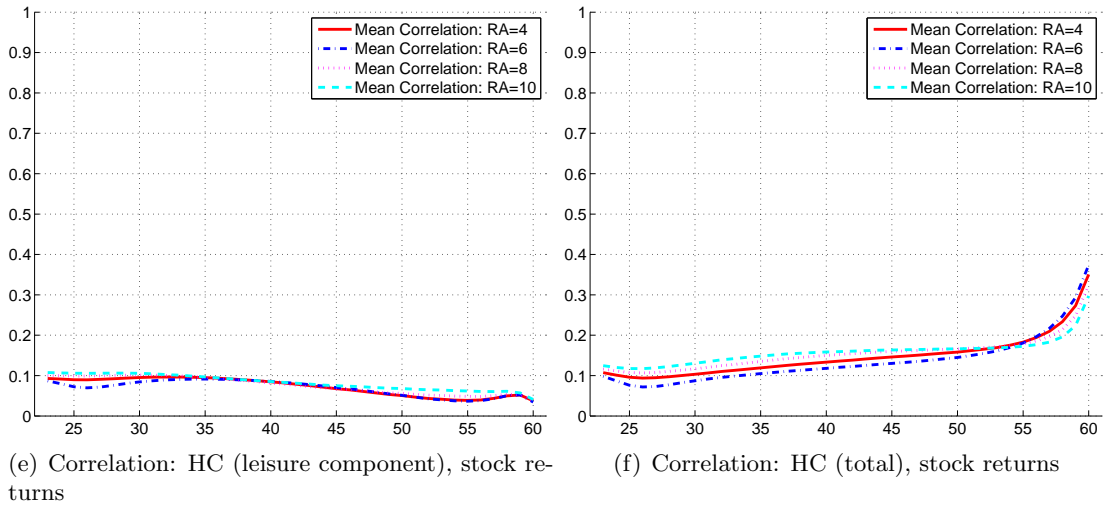 1
0.9
0.8
0.7
0.6
0.5
0.4
0.3
0.2
0.1
0
25 30 35 40 45 50 55 60
Mean Correlation: RA=4
Mean Correlation: RA=6
Mean Correlation: RA=8
Mean Correlation: RA=10
(e) Correlation: HC (leisure component), stock re-
turns
1
0.9
0.8
0.7
0.6
0.5
0.4
0.3
0.2
0.1
0
25 30 35 40 45 50 55 60
Mean Correlation: RA=4
Mean Correlation: RA=6
Mean Correlation: RA=8
Mean Correlation: RA=10
(f) Correlation: HC (total), stock returns